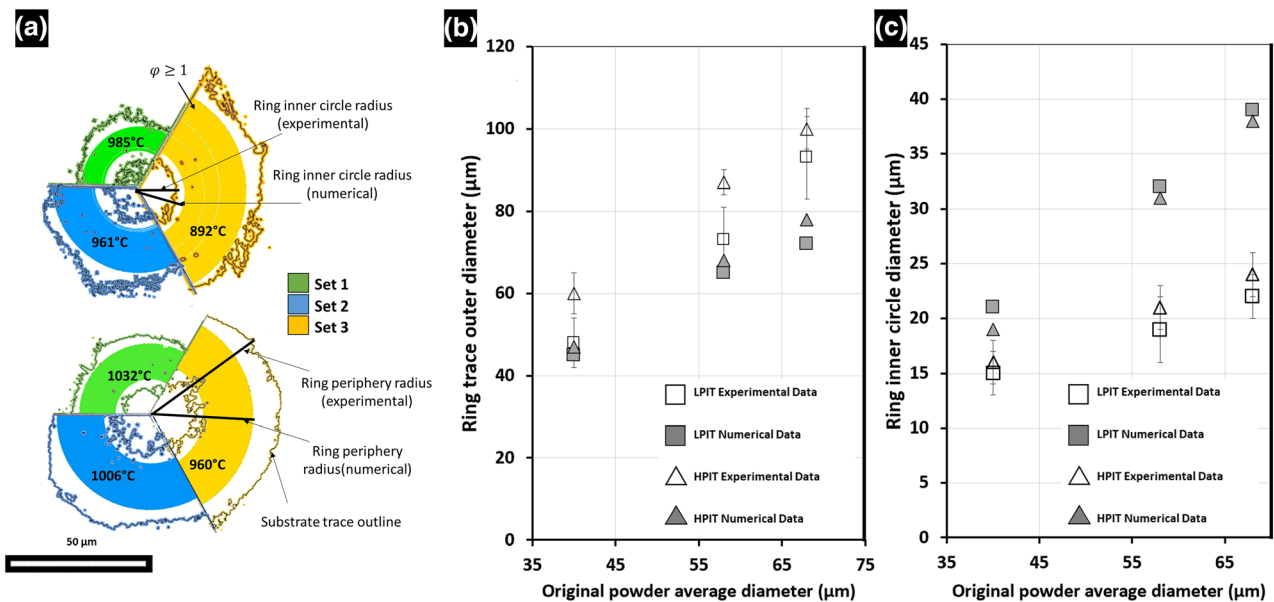 (a)
φ ≥ 1
Ring inner circle radius
(experimental)
985°C
Ring inner circle radius
(numerical)
961°C
892°C
Set 1
Set 2
Set 3
1032°C
Ring periphery radius
(experimental)
1006°C
960°C
Ring periphery
radius(numerical)
Substrate trace outline
50 μm
(b)
Ring trace outer diameter (μm)
120
100
80
60
40
20
0
35
45
55
65
75
Original powder average diameter (μm)
LPIT Experimental Data
LPIT Numerical Data
HPIT Experimental Data
HPIT Numerical Data
(c)
Ring inner circle diameter (μm)
45
40
35
30
25
20
15
10
5
0
35
45
55
65
Original powder average diameter (μm)
LPIT Experimental Data
LPIT Numerical Data
HPIT Experimental Data
HPIT Numerical Data